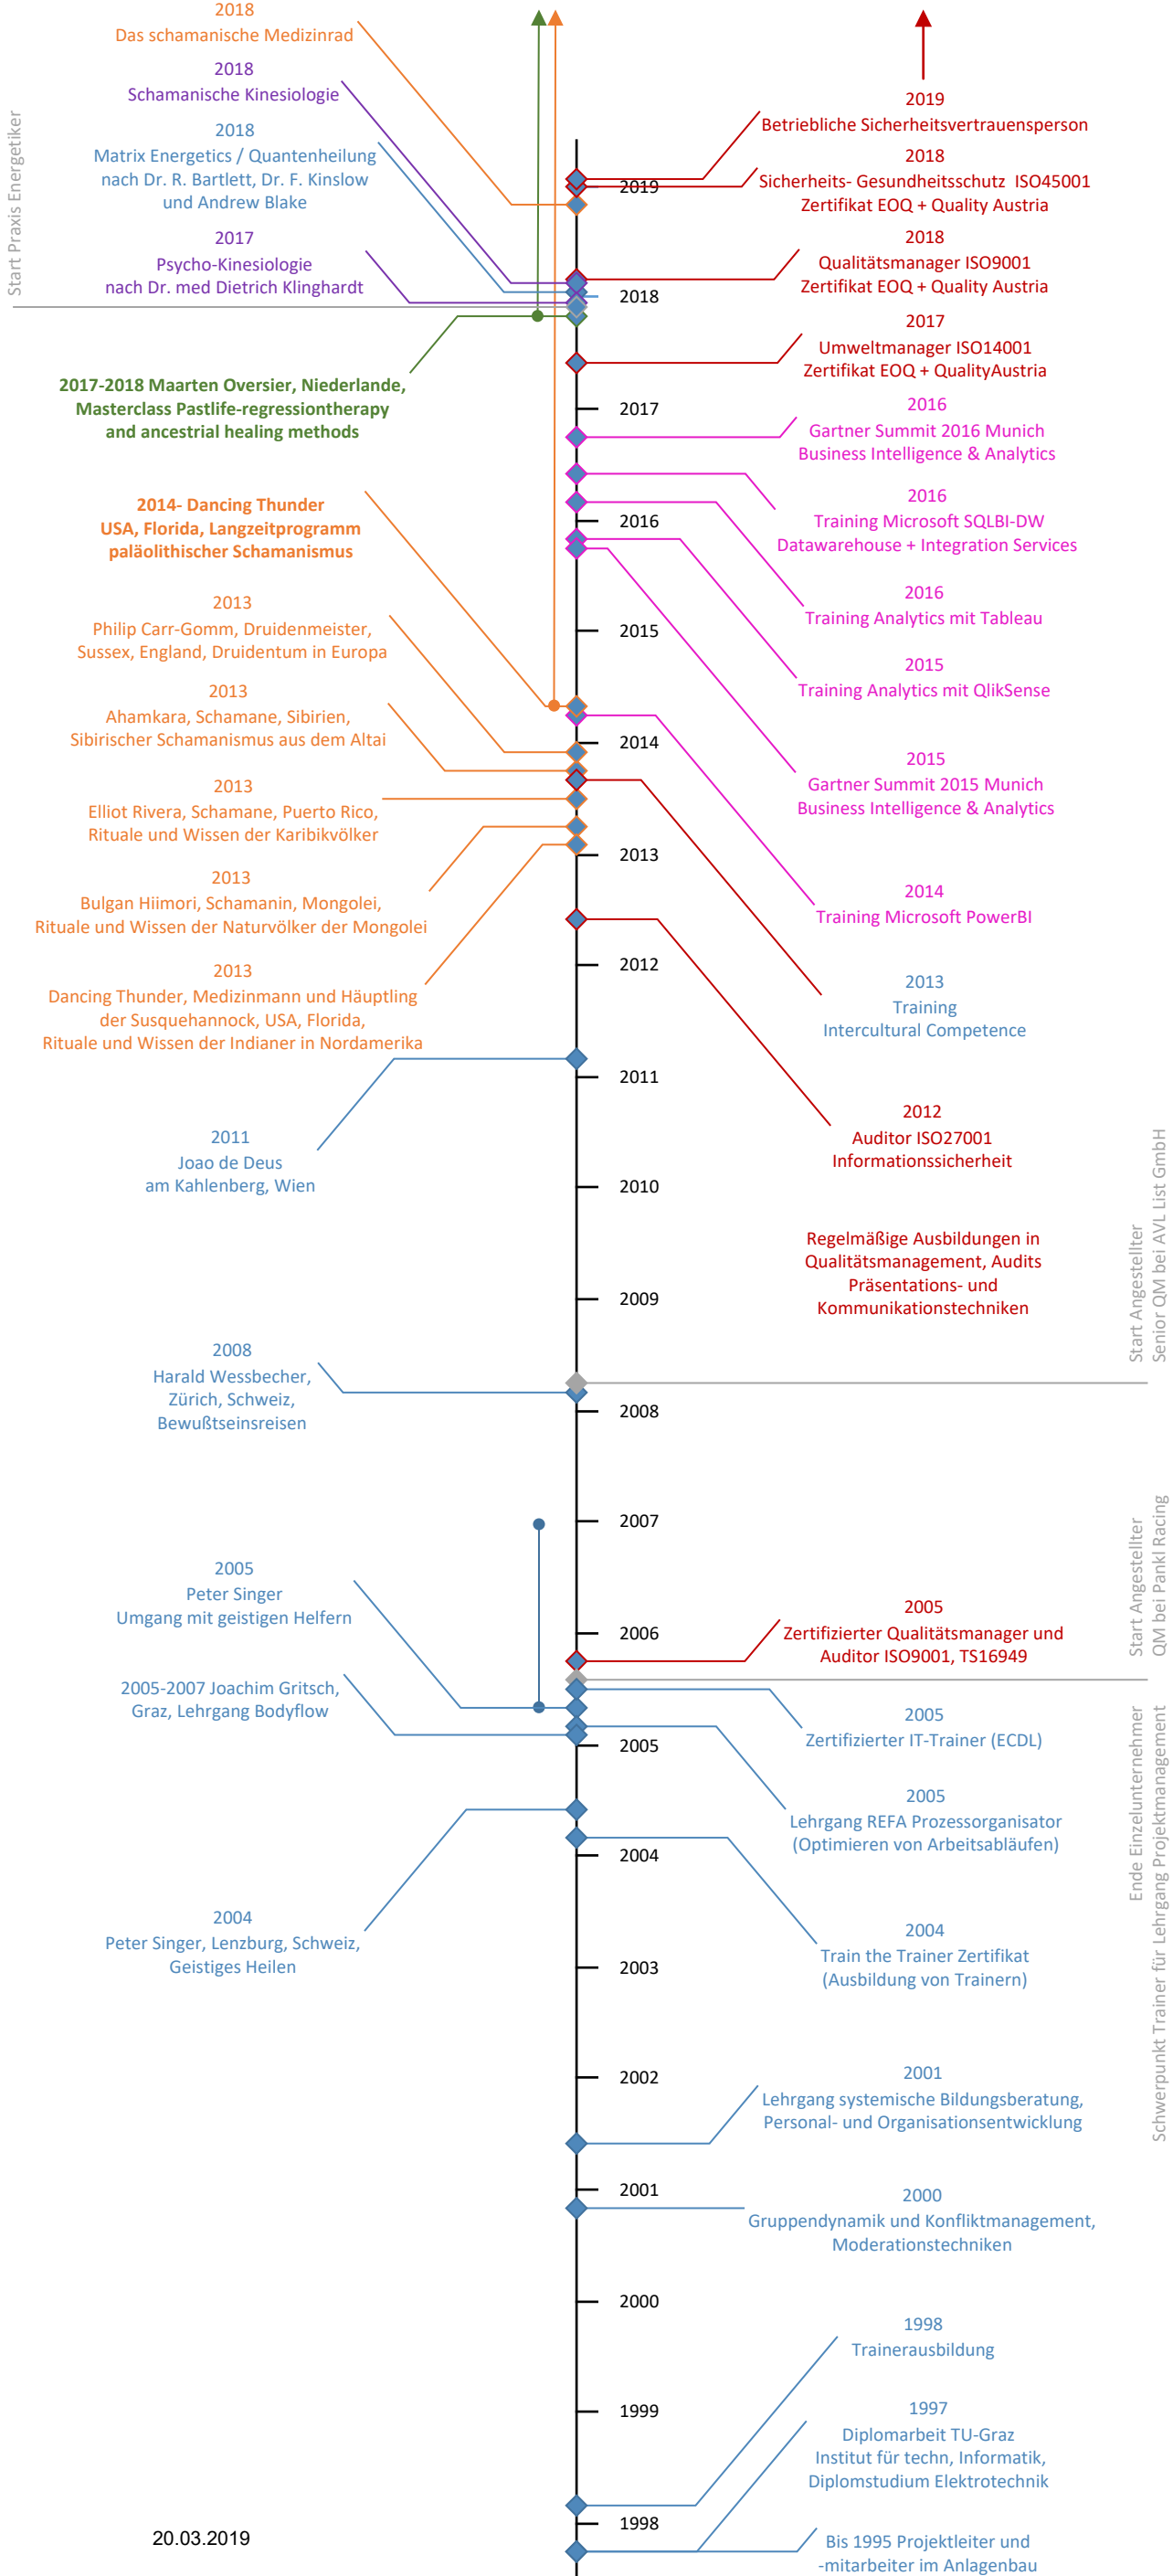 2018
Das schamanische Medizinrad
2018
Schamanische Kinesiologie
2018
Matrix Energetics / Quantenheilung
nach Dr. R. Bartlett, Dr. F. Kinslow
und Andrew Blake
2017
Psycho-Kinesiologie
nach Dr. med Dietrich Klinghardt
Start Praxis Energetiker
2017-2018 Maarten Oversier, Niederlande,
Masterclass Pastlife-regressiontherapy
and ancestrial healing methods
2014- Dancing Thunder
USA, Florida, Langzeitprogramm
paläolithischer Schamanismus
2013
Philip Carr-Gomm, Druidenmeister,
Sussex, England, Druidentum in Europa
2013
Ahamkara, Schamane, Sibirien,
Sibirischer Schamanismus aus dem Altai
2013
Elliot Rivera, Schamane, Puerto Rico,
Rituale und Wissen der Karibikvölker
2013
Bulgan Hiimori, Schamanin, Mongolei,
Rituale und Wissen der Naturvölker der Mongolei
2013
Dancing Thunder, Medizinmann und Häuptling
der Susquehannock, USA, Florida,
Rituale und Wissen der Indianer in Nordamerika
2011
Joao de Deus
am Kahlenberg, Wien
2008
Harald Wessbecher,
Zürich, Schweiz,
Bewußtseinsreisen
2005
Peter Singer
Umgang mit geistigen Helfern
2005-2007 Joachim Gritsch,
Graz, Lehrgang Bodyflow
2004
Peter Singer, Lenzburg, Schweiz,
Geistiges Heilen
20.03.2019
2019
2018
2017
2016
2015
2014
2013
2012
2011
2010
2009
2008
2007
2006
2005
2004
2003
2002
2001
2000
1999
1998
2019
Betriebliche Sicherheitsvertrauensperson
2018
Sicherheits- Gesundheitsschutz ISO45001
Zertifikat EOQ + Quality Austria
2018
Qualitätsmanager ISO9001
Zertifikat EOQ + Quality Austria
2017
Umweltmanager ISO14001
Zertifikat EOQ + QualityAustria
2016
Gartner Summit 2016 Munich
Business Intelligence & Analytics
2016
Training Microsoft SQLBI-DW
Datawarehouse + Integration Services
2016
Training Analytics mit Tableau
2015
Training Analytics mit QlikSense
2015
Gartner Summit 2015 Munich
Business Intelligence & Analytics
2014
Training Microsoft PowerBI
2013
Training
Intercultural Competence
2012
Auditor ISO27001
Informationssicherheit
Regelmäßige Ausbildungen in
Qualitätsmanagement, Audits
Präsentations- und
Kommunikationstechniken
Start Angestellter
Senior QM bei AVL List GmbH
Start Angestellter
QM bei Pankl Racing
2005
Zertifizierter Qualitätsmanager und
Auditor ISO9001, TS16949
2005
Zertifizierter IT-Trainer (ECDL)
2005
Lehrgang REFA Prozessorganisator
(Optimieren von Arbeitsabläufen)
Ende Einzelunternehmer
Schwerpunkt Trainer für Lehrgang Projektmanagement
2004
Train the Trainer Zertifikat
(Ausbildung von Trainern)
2001
Lehrgang systemische Bildungsberatung,
Personal- und Organisationsentwicklung
2000
Gruppendynamik und Konfliktmanagement,
Moderationstechniken
1998
Trainerausbildung
1997
Diplomarbeit TU-Graz
Institut für techn, Informatik,
Diplomstudium Elektrotechnik
Bis 1995 Projektleiter und
-mitarbeiter im Anlagenbau